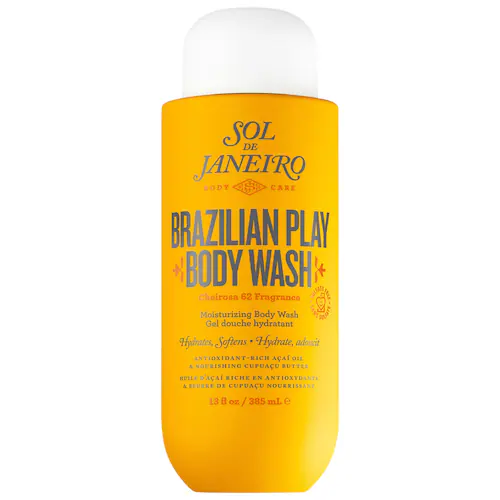 SOL
DE
JANEIRO
BODY CARE
BRAZILIAN PLAY
BODY WASH
Cheirosa 62 Fragrance
Moisturizing Body Wash
Gel douche hydratant
Hydrates, Softens • Hydrate, adoucit
ANTIOXIDANT-RICH AÇAÍ OIL
& NOURISHING CUPUAÇU BUTTER
HUILE D'AÇAÍ RICHE EN ANTIOXYDANTS
& BEURRE DE CUPUAÇU NOURRISSANT
13 fl oz / 385 mL e